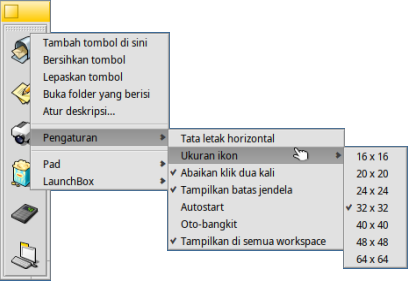 Tambah tombol di sini
Bersihkan tombol
Lepaskan tombol
Buka folder yang berisi
Atur deskripsi...
Pengaturan
Pad
LaunchBox
Tata letak horizontal
Ukuran ikon
Abaikan klik dua kali
Tampilkan batas jendela
Autostart
Oto-bangkit
Tampilkan di semua workspace
16 x 16
20 x 20
24 x 24
32 x 32
40 x 40
48 x 48
64 x 64